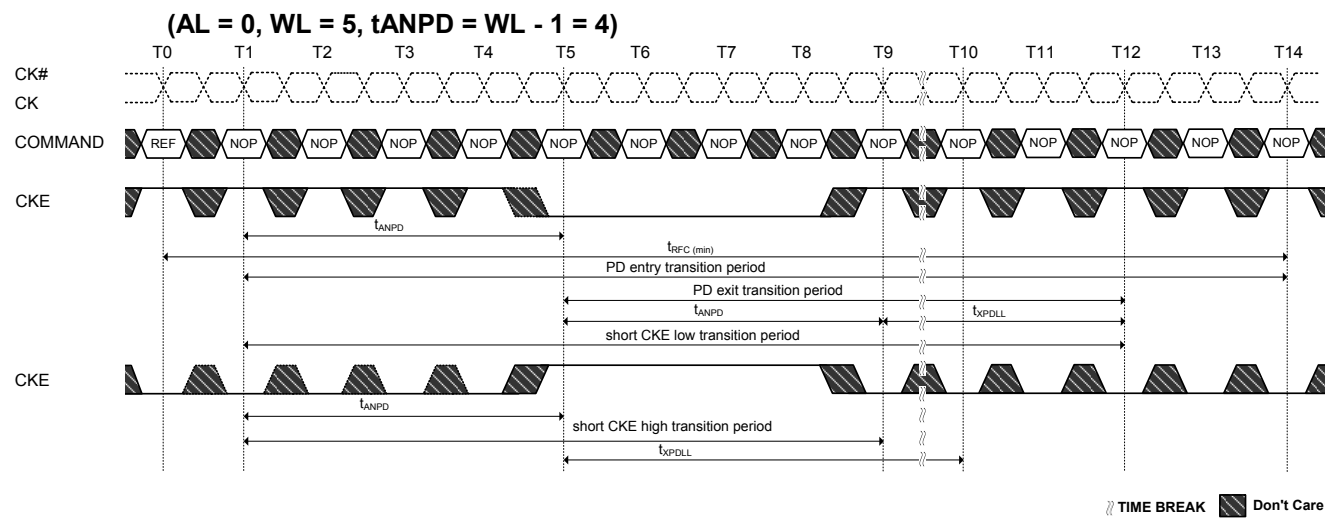 (AL = 0, WL = 5, tANPD = WL - 1 = 4)
T0 T1 T2 T3 T4 T5 T6 T7 T8 T9 T10 T11 T12 T13 T14
CK#
CK
COMMAND REF NOP NOP NOP NOP NOP NOP NOP NOP NOP NOP NOP NOP NOP NOP
CKE
tANPD
tRFC (min)
PD entry transition period
PD exit transition period
tANPD tXPDLL
short CKE low transition period
CKE
tANPD
short CKE high transition period
tXPDLL
TIME BREAK Don't Care